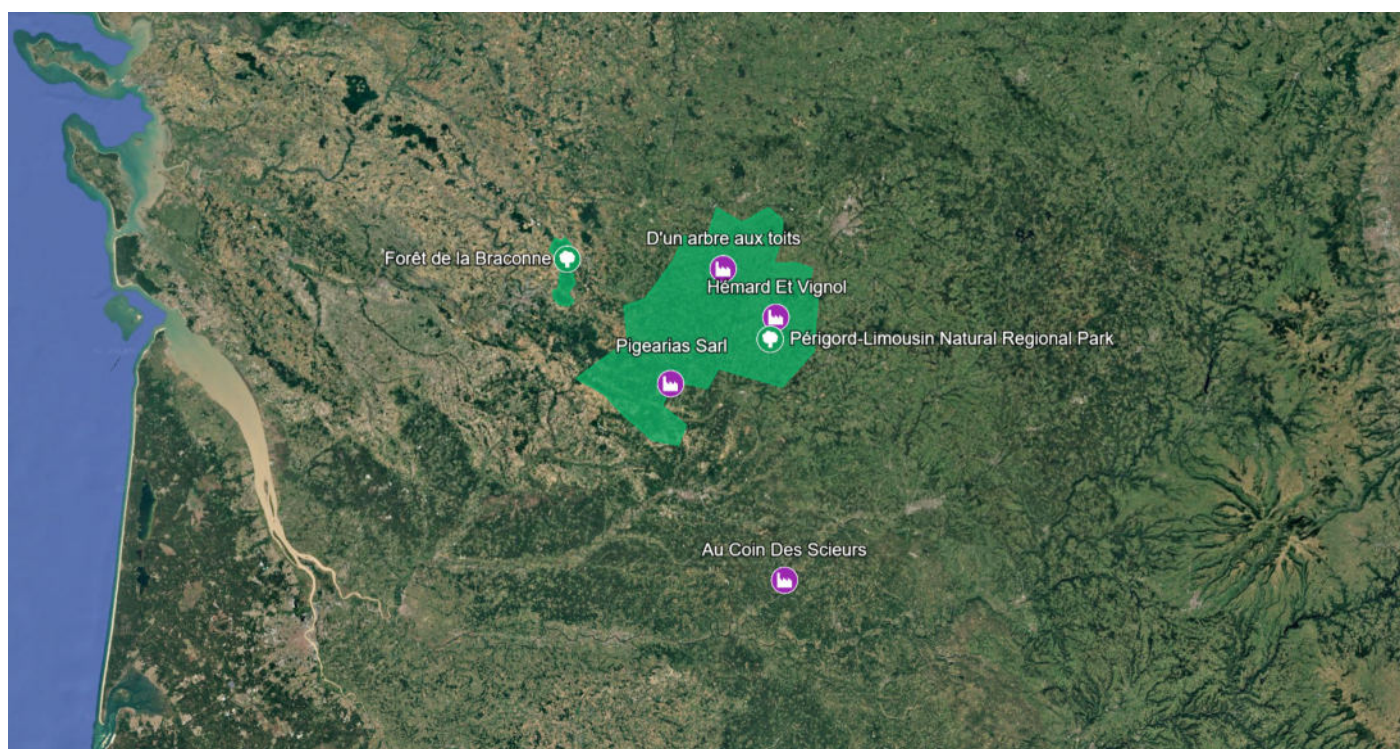 D'un arbre aux toits
Forêt de la Braconne
Hémard Et Vignol
Périgord-Limousin Natural Regional Park
Pigearias Sarl
Au Coin Des Scieurs